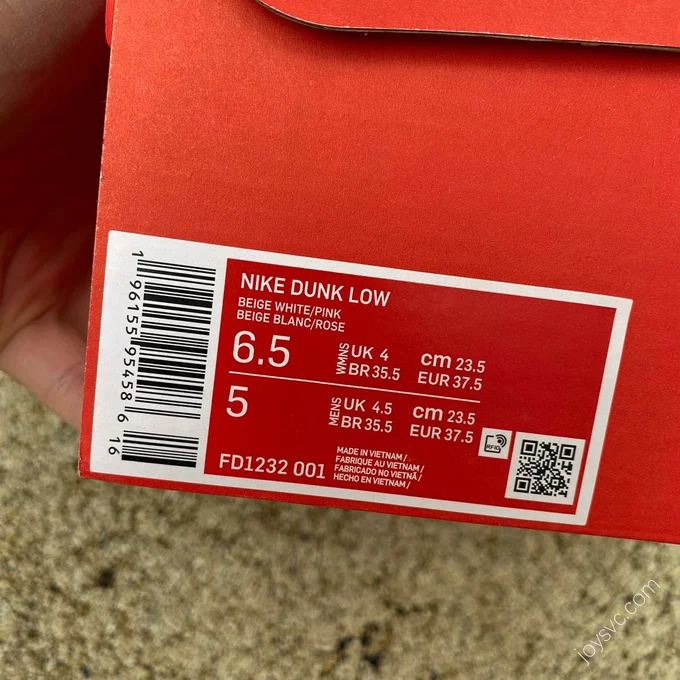 NIKE DUNK LOW
BEIGE WHITE/PINK
BEIGE BLANC/ROSE
6.5
WMNS
UK 4
cm 23.5
BR 35.5
EUR 37.5
5
MENS
UK 4.5
cm 23.5
BR 35.5
EUR 37.5
FD1232 001
MADE IN VIETNAM /
FABRIQUE AU VIETNAM /
FABRICADO NO VIETNÃ /
HECHO EN VIETNAM /
RFID
1 96155 95458 6 16
joysvc.com